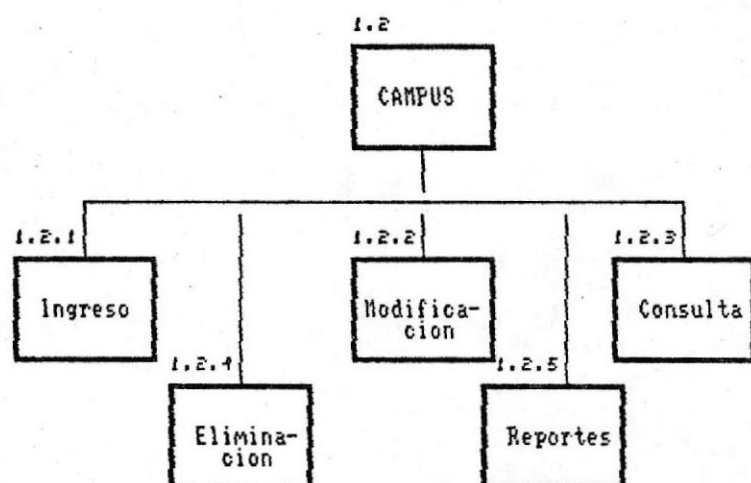 1.2
CAMPUS
1.2.1
Ingreso
1.2.2
Modifica-
cion
1.2.3
Consulta
1.2.4
Elimina-
cion
1.2.5
Reportes